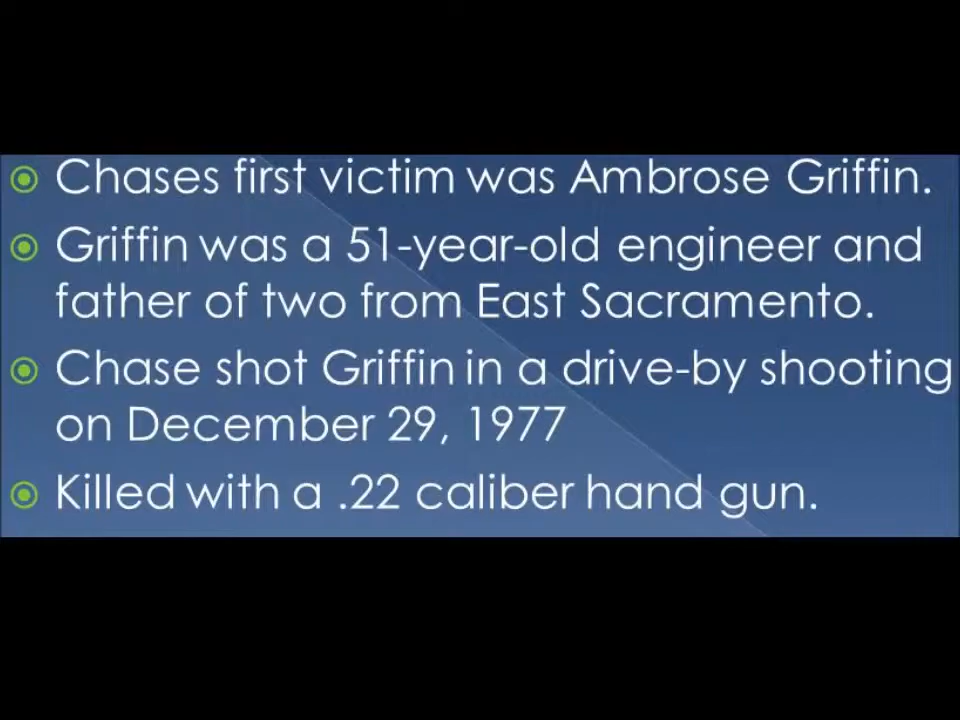 Chases first victim was Ambrose Griffin.
Griffin was a 51-year-old engineer and
father of two from East Sacramento.
Chase shot Griffin in a drive-by shooting
on December 29, 1977
Killed with a .22 caliber hand gun.